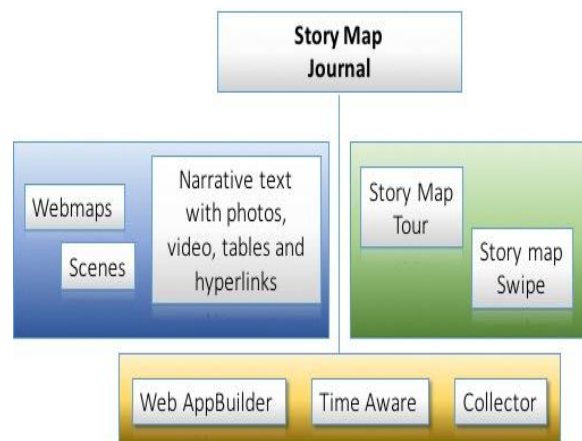 Story Map
Journal
Webmaps
Scenes
Narrative text
with photos,
video, tables and
hyperlinks
Story Map
Tour
Story map
Swipe
Web AppBuilder
Time Aware
Collector